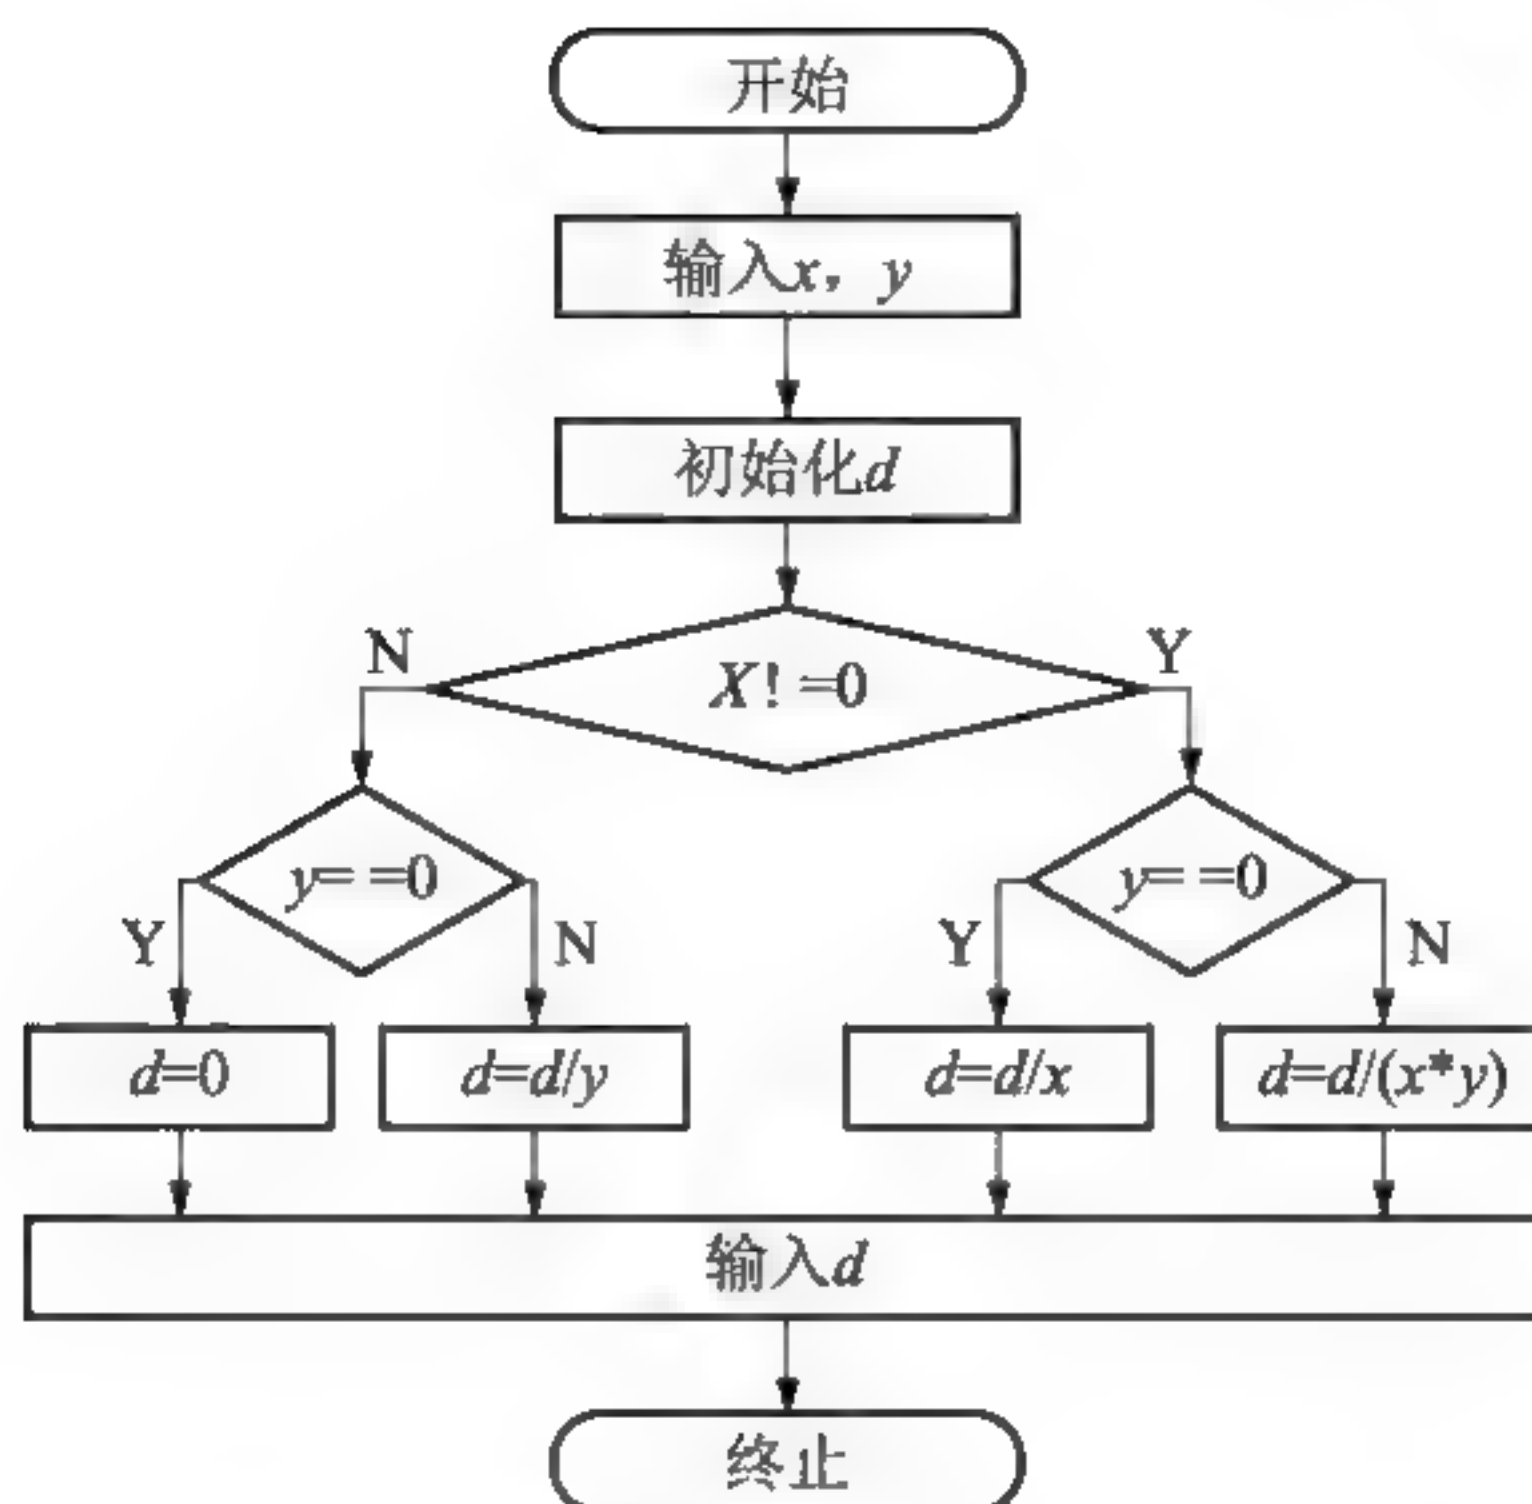 开始
输入x，y
初始化d
N
Y
X! =0
y= =0
y= =0
Y
N
Y
N
d=0
d=d/y
d=d/x
d=d/(x*y)
输入d
终止